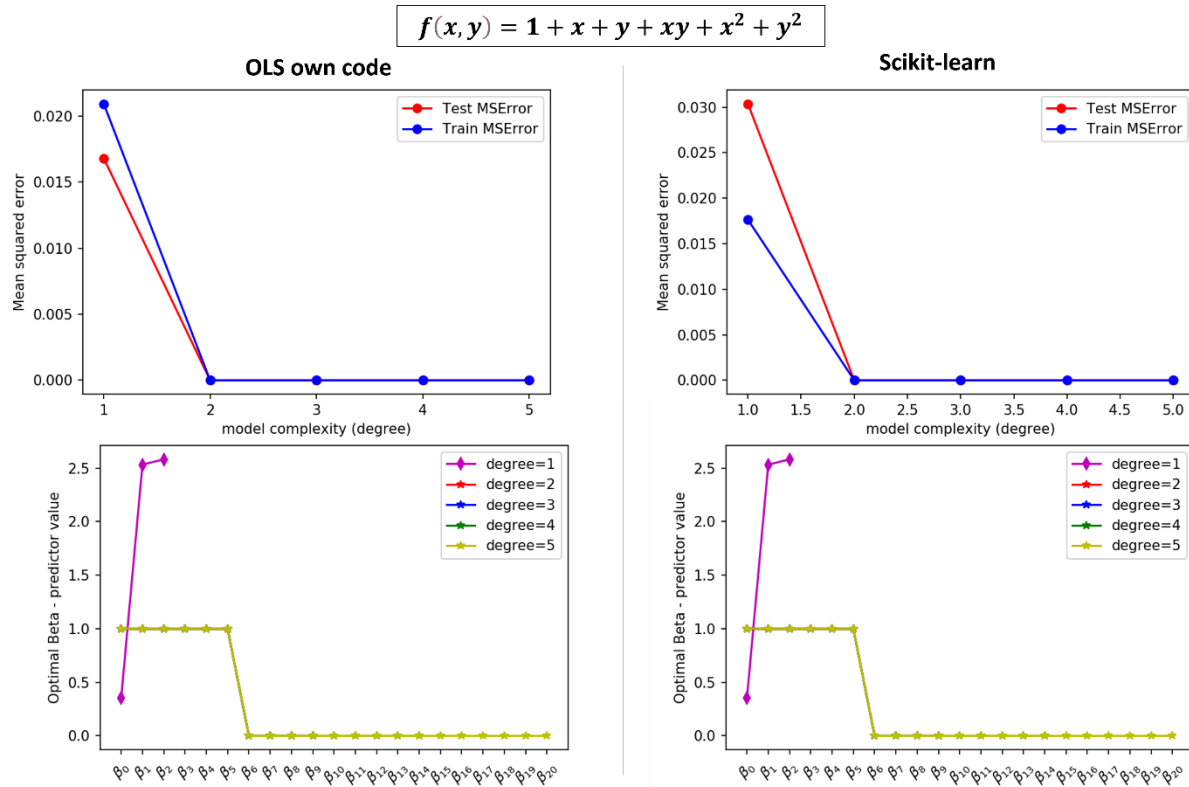 f(x, y) = 1 + x + y + xy + x² + y²
OLS own code
Scikit-learn
Test MSError
Train MSError
Mean squared error
0.020
0.015
0.010
0.005
0.000
1 2 3 4 5
model complexity (degree)
Test MSError
Train MSError
Mean squared error
0.030
0.025
0.020
0.015
0.010
0.005
0.000
1.0 1.5 2.0 2.5 3.0 3.5 4.0 4.5 5.0
model complexity (degree)
degree=1
degree=2
degree=3
degree=4
degree=5
Optimal Beta - predictor value
2.5
2.0
1.5
1.0
0.5
0.0
β₀ β₁ β₂ β₃ β₄ β₅ β₆ β₇ β₈ β₉ β₁₀ β₁₁ β₁₂ β₁₃ β₁₄ β₁₅ β₁₆ β₁₇ β₁₈ β₁₉ β₂₀
degree=1
degree=2
degree=3
degree=4
degree=5
Optimal Beta - predictor value
2.5
2.0
1.5
1.0
0.5
0.0
β₀ β₁ β₂ β₃ β₄ β₅ β₆ β₇ β₈ β₉ β₁₀ β₁₁ β₁₂ β₁₃ β₁₄ β₁₅ β₁₆ β₁₇ β₁₈ β₁₉ β₂₀